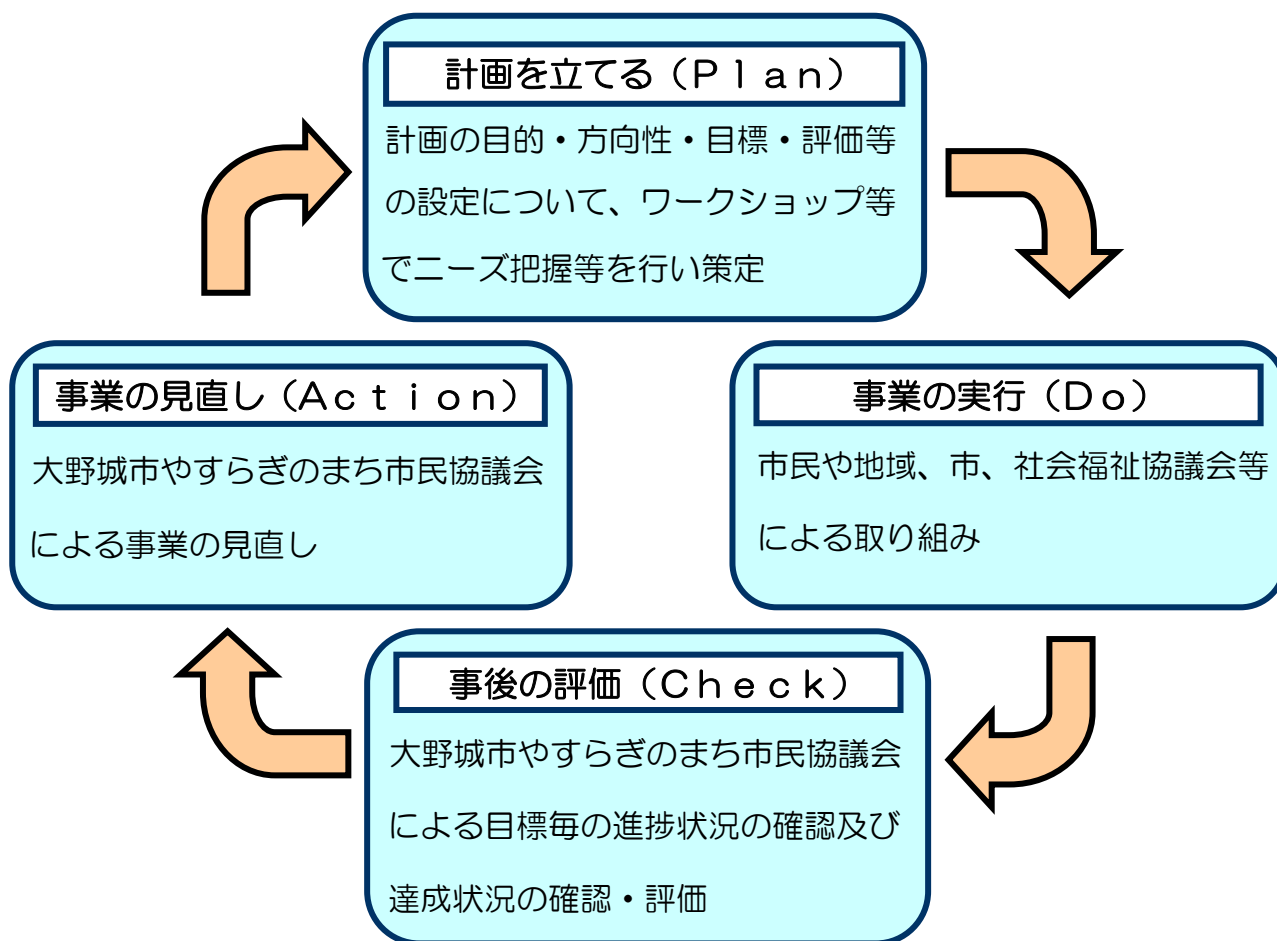 計画を立てる（Ｐｌａｎ）
計画の目的・方向性・目標・評価等
の設定について、ワークショップ等
でニーズ把握等を行い策定
事業の実行（Ｄｏ）
市民や地域、市、社会福祉協議会等
による取り組み
事後の評価（Ｃｈｅｃｋ）
大野城市やすらぎのまち市民協議会
による目標毎の進捗状況の確認及び
達成状況の確認・評価
事業の見直し（Ａｃｔｉｏｎ）
大野城市やすらぎのまち市民協議会
による事業の見直し